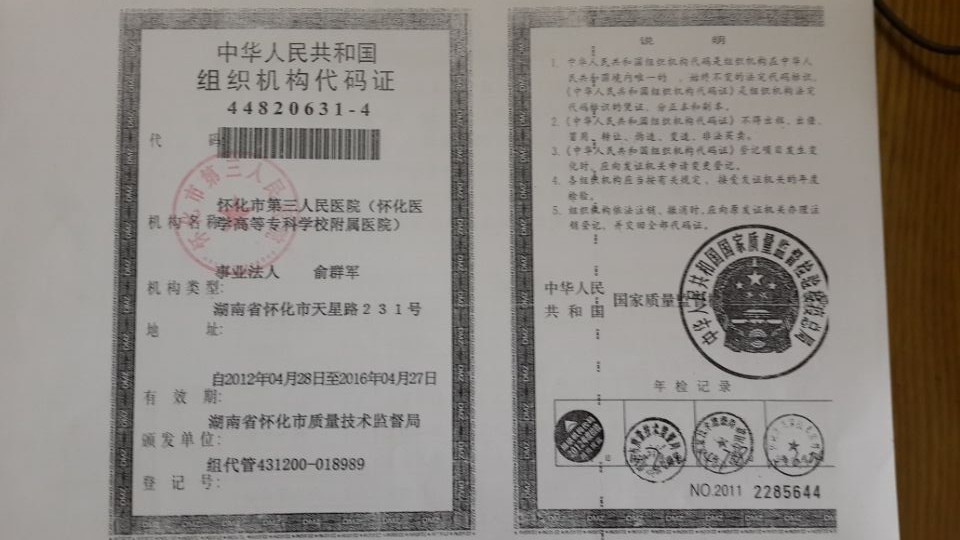 中华人民共和国
组织机构代码证
44820631-4
代 码
怀化市第三人民医院（怀化医
机构名称
学高等专科学校附属医院）
事业法人 俞群军
机构类型:
湖南省怀化市天星路２３１号
地 址:
自2012年04月28日至2016年04月27日
有 效 期:
湖南省怀化市质量技术监督局
颁发单位:
组代管431200-018989
登 记 号:
说 明
1. 中华人民共和国组织机构代码是组织机构在中华人
民共和国境内唯一的、始终不变的法定代码标识，
《中华人民共和国组织机构代码证》是组织机构法定
代码标识的凭证，分正本和副本。
2.《中华人民共和国组织机构代码证》不得出租、出借、
冒用、转让、伪造、变造、非法买卖。
3.《中华人民共和国组织机构代码证》登记项目发生变
化时，应向发证机关申请变更登记。
4. 各组织机构应当按有关规定，接受发证机关的年度
检验。
5. 组织机构依法注销、撤消时，应向原发证机关办理注
销登记，并交回全部代码证。
中华人民
共和国
国家质量监
中华人民共和国国家质量监督检验检疫总局
年检记录
NO.2011 2285644